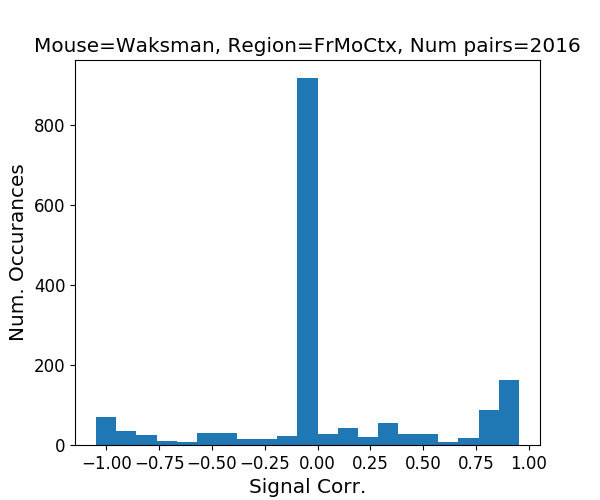 Mouse=Waksman, Region=FrMoCtx, Num pairs=2016
Num. Occurances
800
600
400
200
0
−1.00 −0.75 −0.50 −0.25 0.00 0.25 0.50 0.75 1.00
Signal Corr.